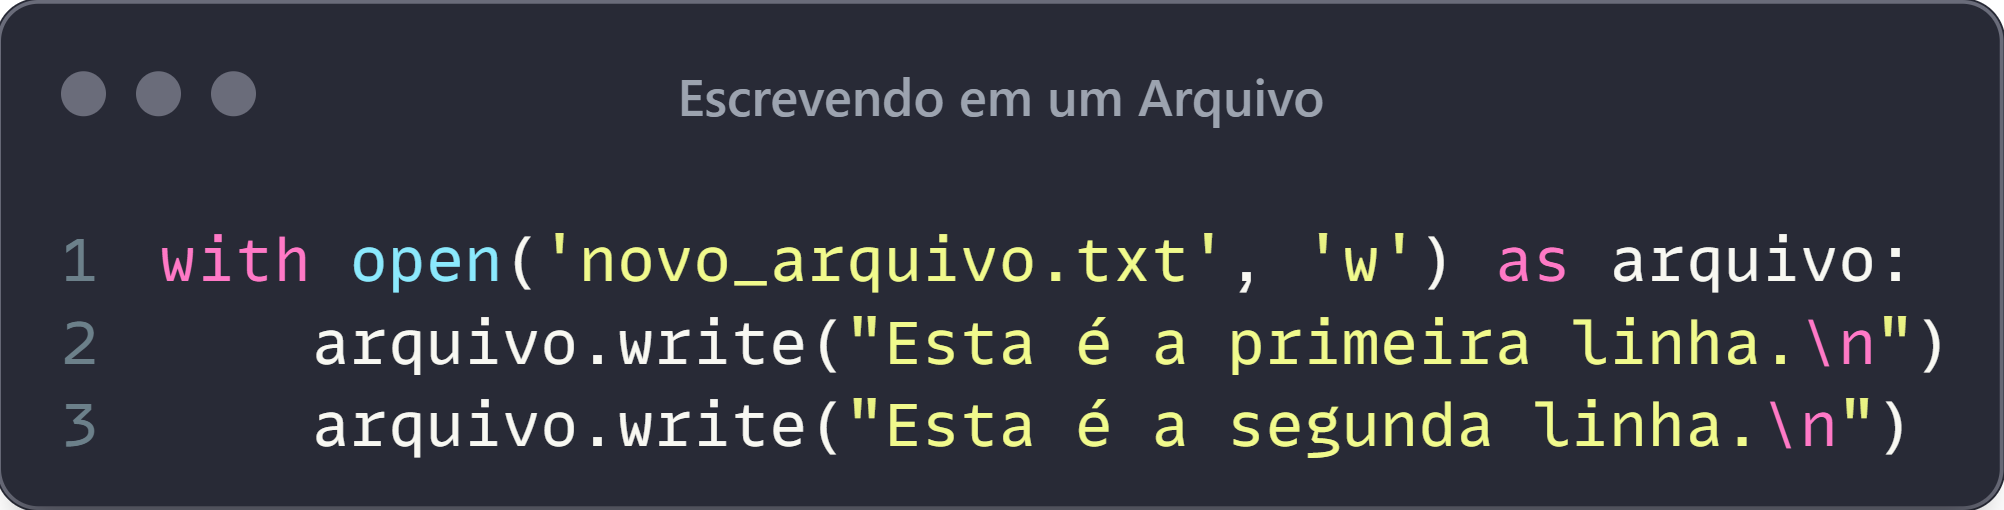 Escrevendo em um Arquivo
1 with open('novo_arquivo.txt', 'w') as arquivo:
2     arquivo.write("Esta é a primeira linha.\n")
3     arquivo.write("Esta é a segunda linha.\n")